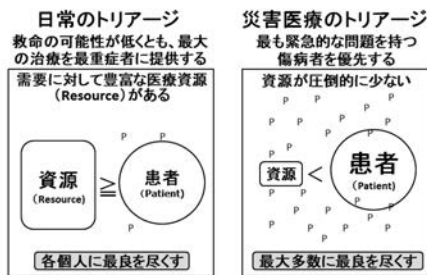 日常のトリアージ
救命の可能性が低くとも、最大
の治療を最重症者に提供する
需要に対して豊富な医療資源
(Resource)がある
P
P
資源
(Resource)
≧
患者
(Patient)
P
各個人に最良を尽くす
災害医療のトリアージ
最も緊急的な問題を持つ
傷病者を優先する
資源が圧倒的に少ない
P P P P
P P P
P P
P P
資源
<
患者
(Patient)
P P
P P P
P P P
P P
最大多数に最良を尽くす